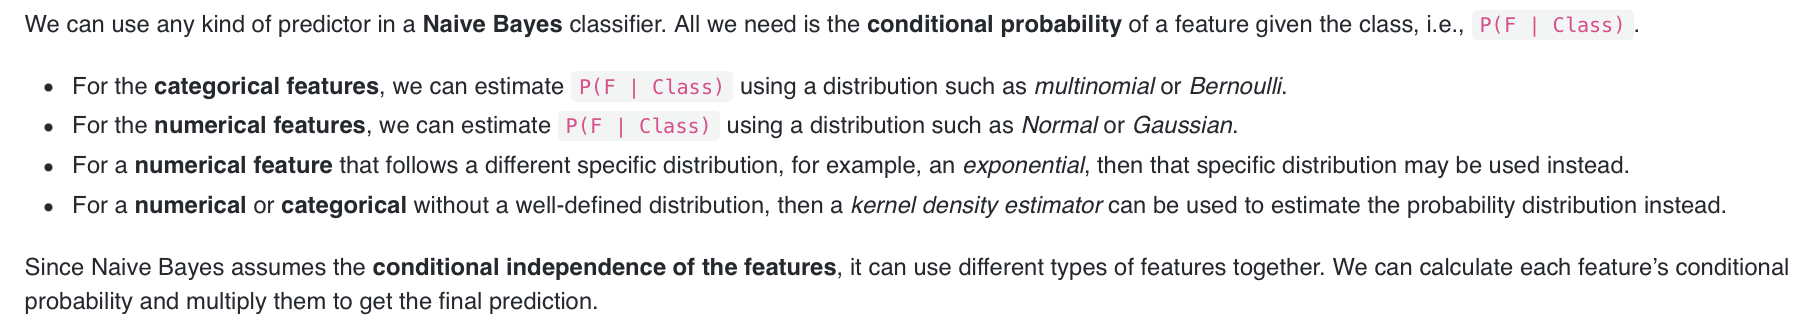 We can use any kind of predictor in a Naive Bayes classifier. All we need is the conditional probability of a feature given the class, i.e., P(F | Class) .
• For the categorical features, we can estimate P(F | Class) using a distribution such as multinomial or Bernoulli.
• For the numerical features, we can estimate P(F | Class) using a distribution such as Normal or Gaussian.
• For a numerical feature that follows a different specific distribution, for example, an exponential, then that specific distribution may be used instead.
• For a numerical or categorical without a well-defined distribution, then a kernel density estimator can be used to estimate the probability distribution instead.
Since Naive Bayes assumes the conditional independence of the features, it can use different types of features together. We can calculate each feature’s conditional
probability and multiply them to get the final prediction.